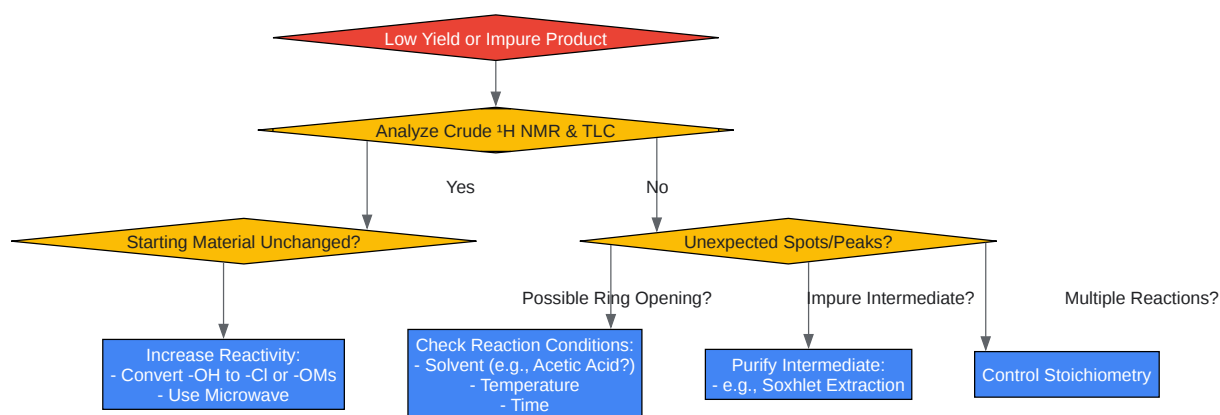 Low Yield or Impure Product
Analyze Crude ¹H NMR & TLC
Yes
No
Starting Material Unchanged?
Unexpected Spots/Peaks?
Possible Ring Opening?
Impure Intermediate?
Multiple Reactions?
Increase Reactivity:
- Convert -OH to -Cl or -OMs
- Use Microwave
Check Reaction Conditions:
- Solvent (e.g., Acetic Acid?)
- Temperature
- Time
Purify Intermediate:
- e.g., Soxhlet Extraction
Control Stoichiometry